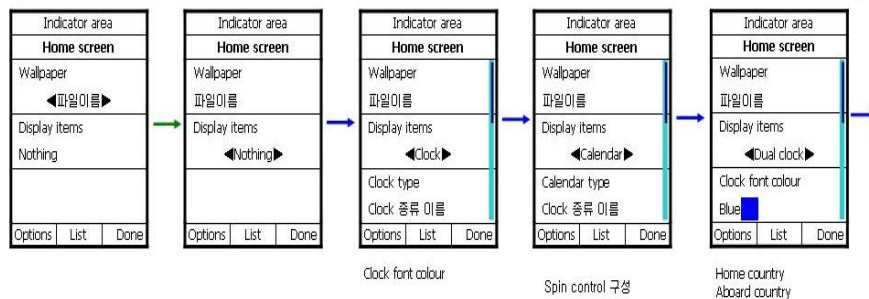 Indicator area
Home screen
Wallpaper
◀파일이름▶
Display items
Nothing
Options List Done
Indicator area
Home screen
Wallpaper
파일이름
Display items
◀Nothing▶
Options List Done
Indicator area
Home screen
Wallpaper
파일이름
Display items
◀Clock▶
Clock type
Clock 종류 이름
Options List Done
Clock font colour
Indicator area
Home screen
Wallpaper
파일이름
Display items
◀Calendar▶
Calendar type
Clock 종류 이름
Options List Done
Spin control 구성
Indicator area
Home screen
Wallpaper
파일이름
Display items
◀Dual clock▶
Clock font colour
Blue
Options List Done
Home country
Aboard country